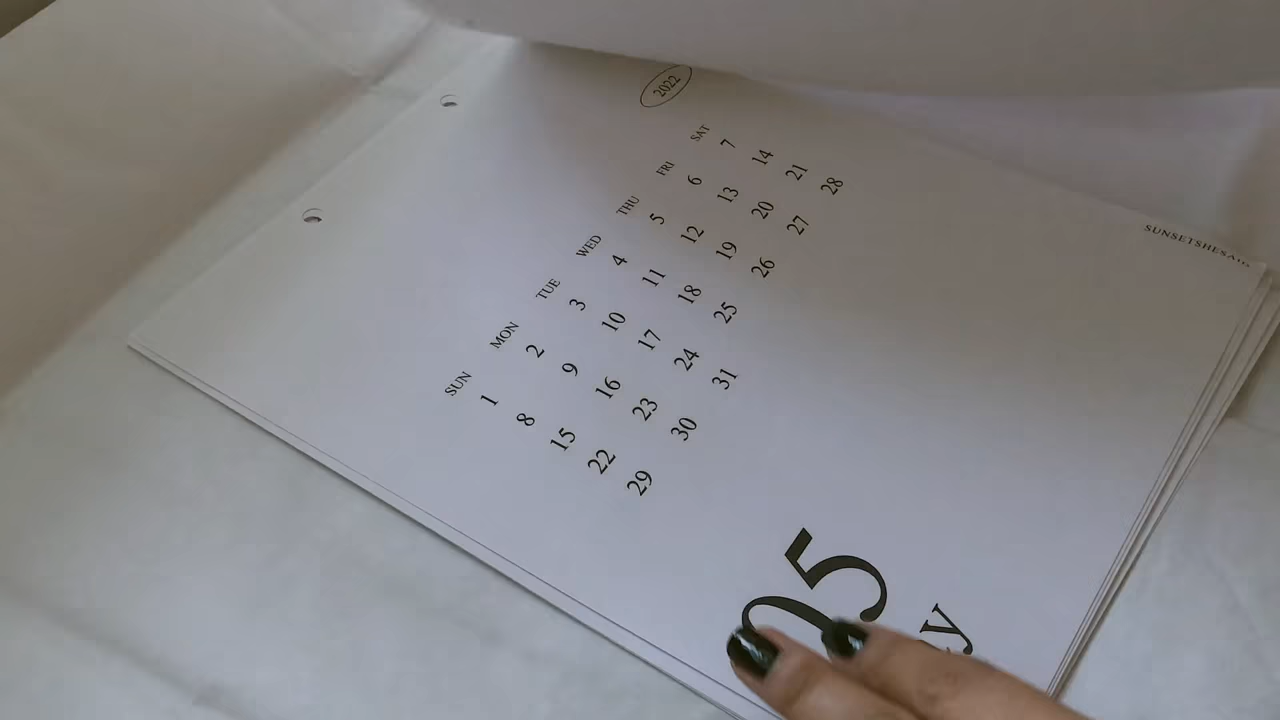 2022
SUN MON TUE WED THU FRI SAT
1 2 3 4 5 6 7
8 9 10 11 12 13 14
15 16 17 18 19 20 21
22 23 24 25 26 27 28
29 30 31
05
y
SUNSETSHESAID